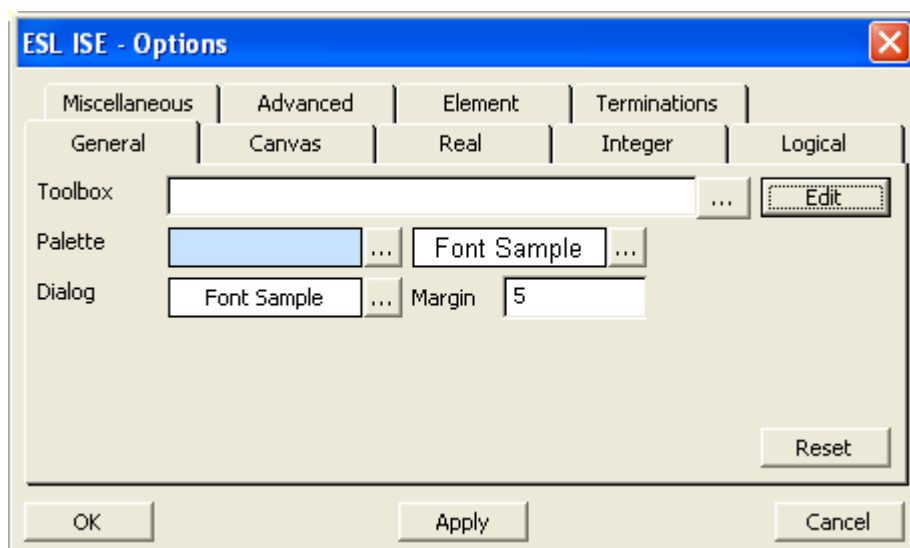 ESL ISE - Options
Miscellaneous Advanced Element Terminations
General Canvas Real Integer Logical
Toolbox ... Edit
Palette ... Font Sample ...
Dialog Font Sample ... Margin 5
Reset
OK Apply Cancel